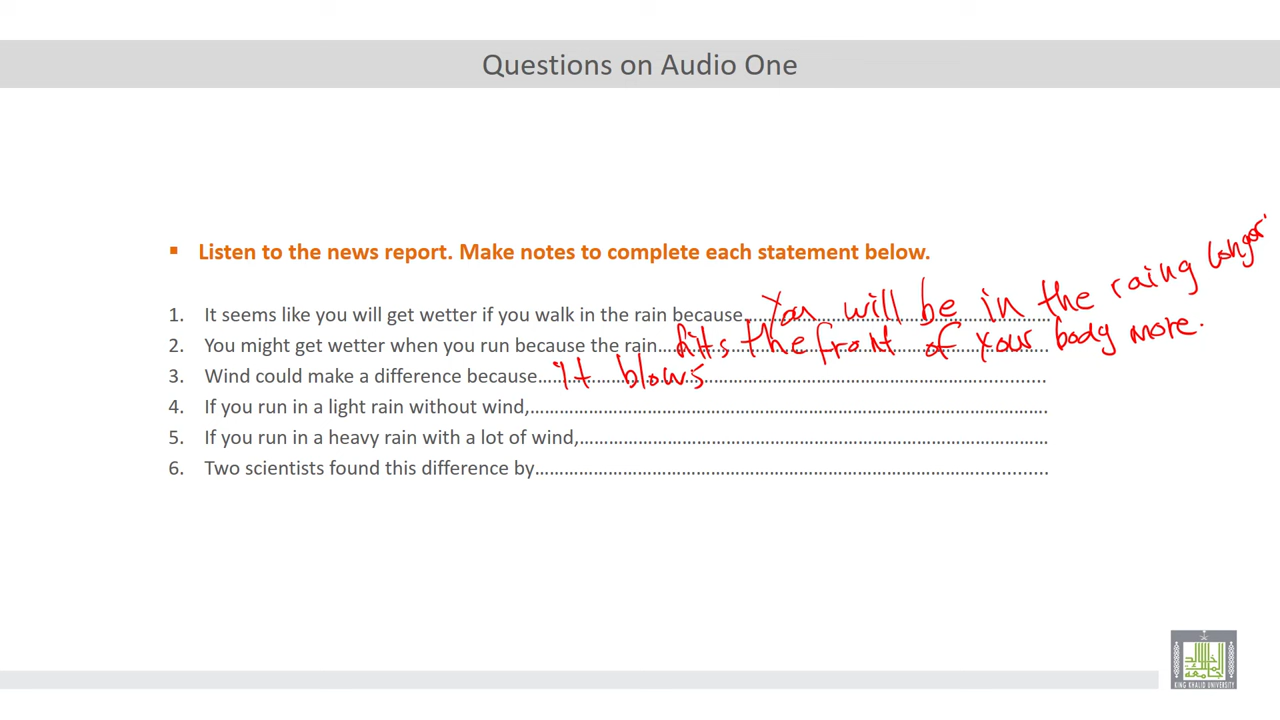 Questions on Audio One
▪ Listen to the news report. Make notes to complete each statement below.
1. It seems like you will get wetter if you walk in the rain because.......... You will be in the raing longer
2. You might get wetter when you run because the rain.......... hits the front of your body more.
3. Wind could make a difference because.......... it blows
4. If you run in a light rain without wind,..........
5. If you run in a heavy rain with a lot of wind,..........
6. Two scientists found this difference by..........
KING KHALID UNIVERSITY